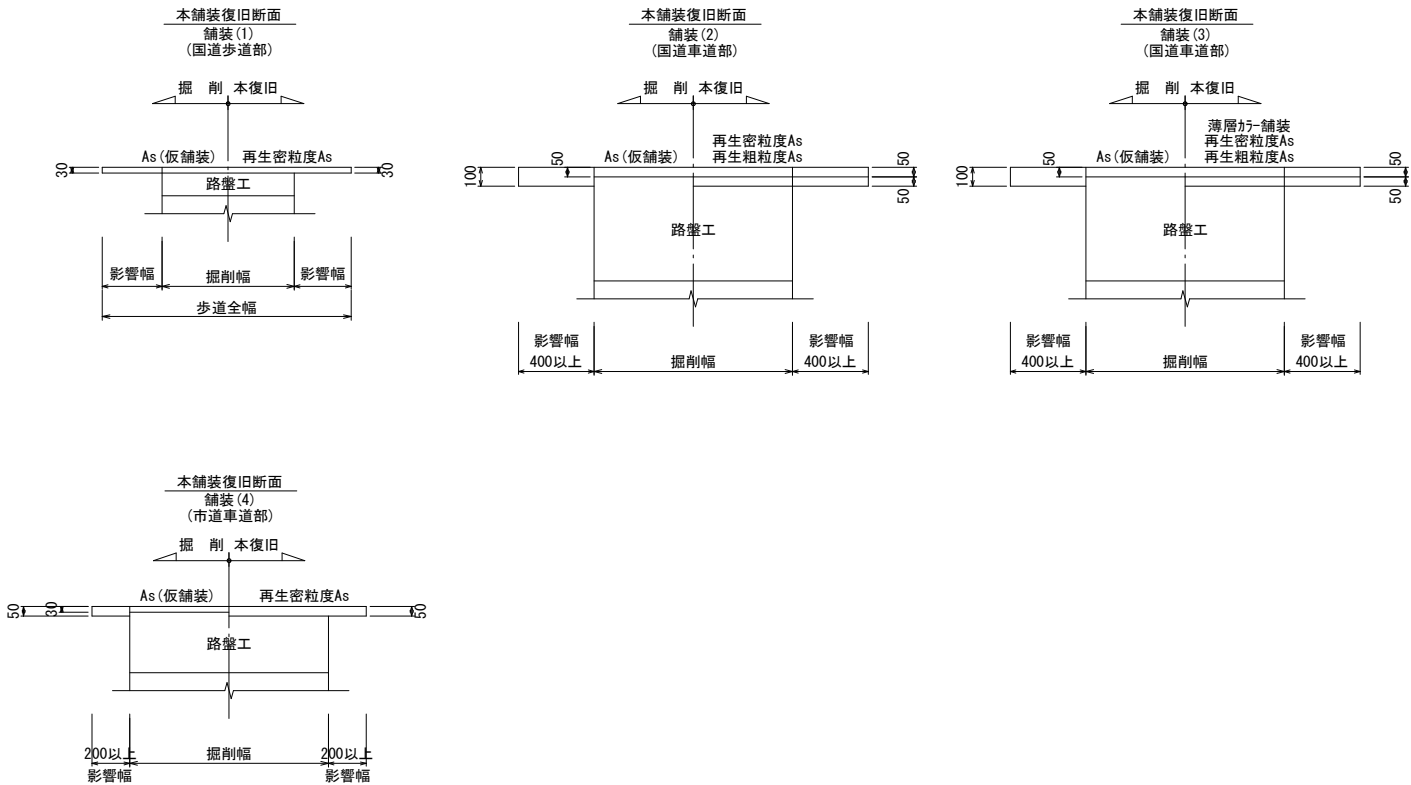 本舗装復旧断面
舗装(1)
(国道歩道部)
掘 削 本復旧
As(仮舗装) 再生密粒度As
30
30
路盤工
影響幅
掘削幅
影響幅
歩道全幅
本舗装復旧断面
舗装(2)
(国道車道部)
掘 削 本復旧
再生密粒度As
As(仮舗装) 再生粗粒度As
100
50
50
50
路盤工
影響幅
400以上
掘削幅
影響幅
400以上
本舗装復旧断面
舗装(3)
(国道車道部)
掘 削 本復旧
薄層ｶﾗｰ舗装
再生密粒度As
As(仮舗装) 再生粗粒度As
100
50
50
50
路盤工
影響幅
400以上
掘削幅
影響幅
400以上
本舗装復旧断面
舗装(4)
(市道車道部)
掘 削 本復旧
As(仮舗装) 再生密粒度As
50
30
50
路盤工
200以上
影響幅
掘削幅
200以上
影響幅